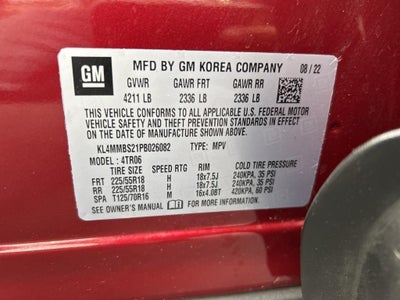 GM
MFD BY GM KOREA COMPANY 08 / 22
GVWR GAWR FRT GAWR RR
4211 LB 2336 LB 2336 LB
THIS VEHICLE CONFORMS TO ALL APPLICABLE U.S. FEDERAL MOTOR
VEHICLE SAFETY AND THEFT PREVENTION STANDARDS IN EFFECT
ON THE DATE OF MANUFACTURE SHOWN ABOVE.
KL4MMBS21PB026082 TYPE: MPV
MODEL : 4TR06
TIRE SIZE SPEED RTG RIM COLD TIRE PRESSURE
FRT 225/55R18 H 18x7.5J 240KPA, 35 PSI
RR 225/55R18 H 18x7.5J 240KPA, 35 PSI
SPA T125/70R16 M 16x4.0BT 420KPA, 60 PSI
SEE OWNER'S MANUAL FOR ADDITIONAL INFORMATION.